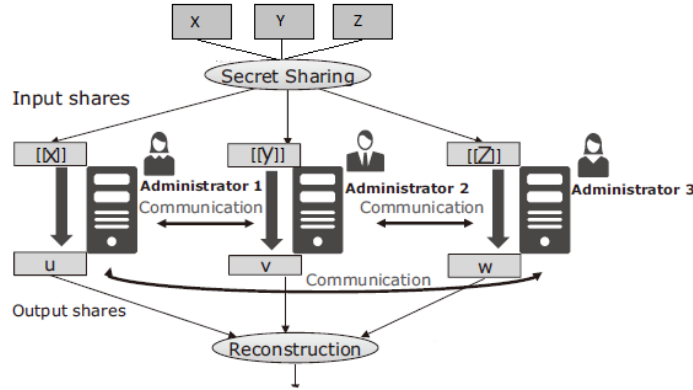 X Y Z
Secret Sharing
Input shares
[[x]] [[y]] [[Z]]
Administrator 1 Administrator 2 Administrator 3
Communication Communication
u v w
Communication
Output shares
Reconstruction